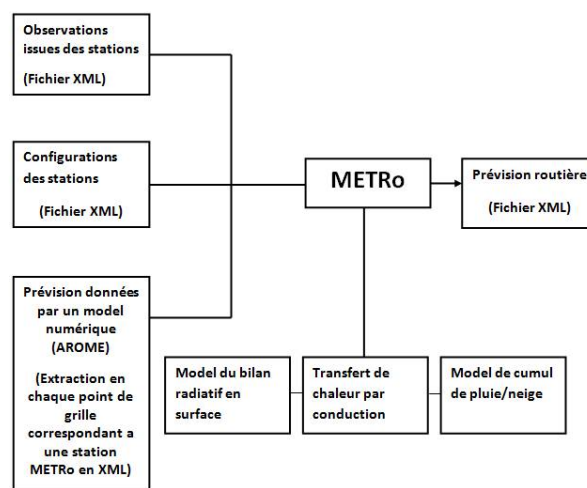 Observations
issues des stations
(Fichier XML)
Configurations
des stations
(Fichier XML)
Prévision données
par un model
numérique
(AROME)
(Extraction en
chaque point de
grille
correspondant a
une station
METRo en XML)
METRo
Prévision routière
(Fichier XML)
Model du bilan
radiatif en
surface
Transfert de
chaleur par
conduction
Model de cumul
de pluie/neige